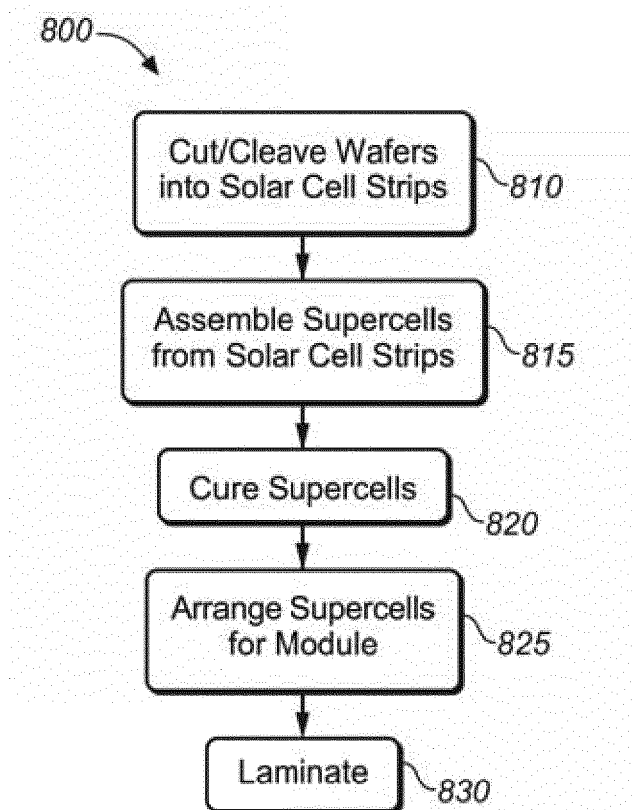 800
Cut/Cleave Wafers
into Solar Cell Strips
810
Assemble Supercells
from Solar Cell Strips
815
Cure Supercells
820
Arrange Supercells
for Module
825
Laminate
830